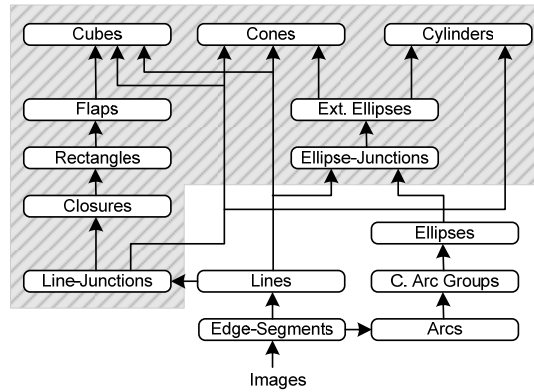 Cubes
Cones
Cylinders
Flaps
Ext. Ellipses
Rectangles
Ellipse-Junctions
Closures
Ellipses
Line-Junctions
Lines
C. Arc Groups
Edge-Segments
Arcs
Images